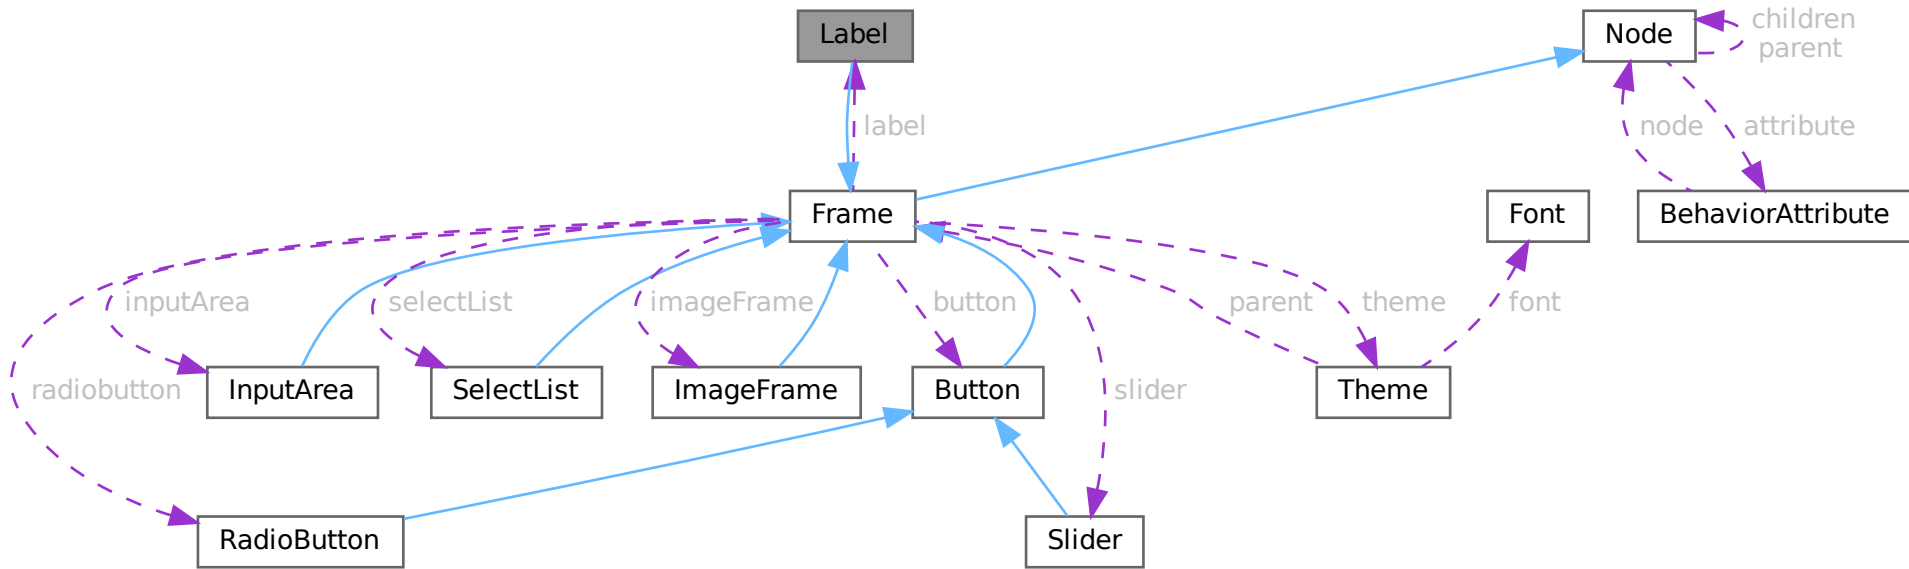 Label
Node
children
parent
label
node
attribute
Frame
Font
BehaviorAttribute
inputArea
selectList
imageFrame
button
parent
theme
font
radiobutton
InputArea
SelectList
ImageFrame
Button
slider
Theme
RadioButton
Slider